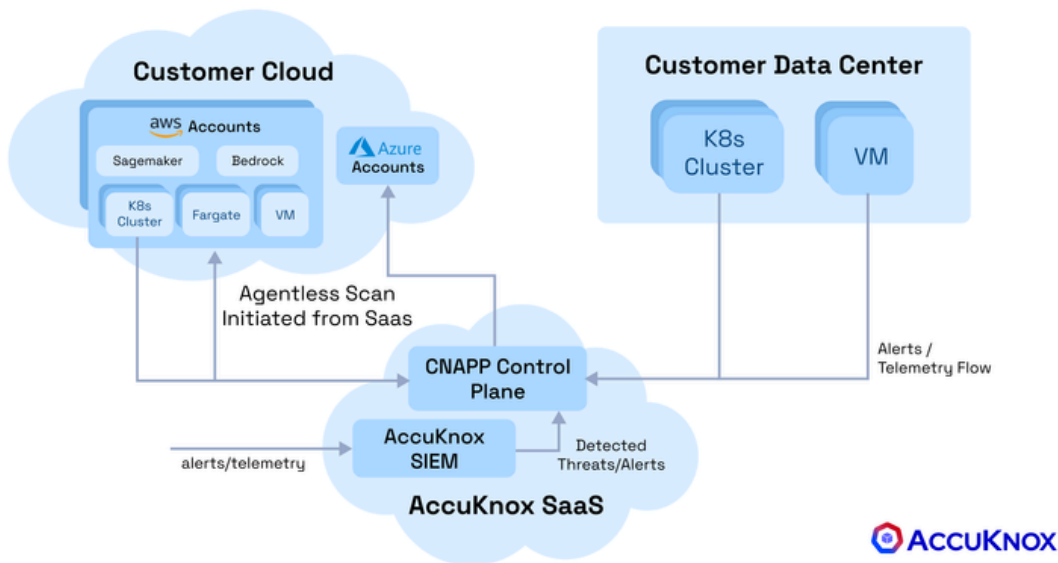 Customer Cloud
aws Accounts
Sagemaker
Bedrock
K8s
Cluster
Fargate
VM
Azure
Accounts
Customer Data Center
K8s
Cluster
VM
Agentless Scan
Initiated from Saas
Alerts /
Telemetry Flow
CNAPP Control
Plane
AccuKnox
SIEM
alerts/telemetry
Detected
Threats/Alerts
AccuKnox SaaS
ACCUKNOX